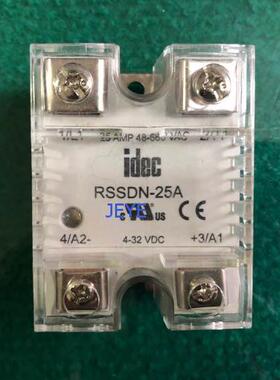 1/L1 25 AMP 48-660 VAC 2/T1
idec
RSSDN-25A
c US CE
4/A2- 4-32 VDC +3/A1